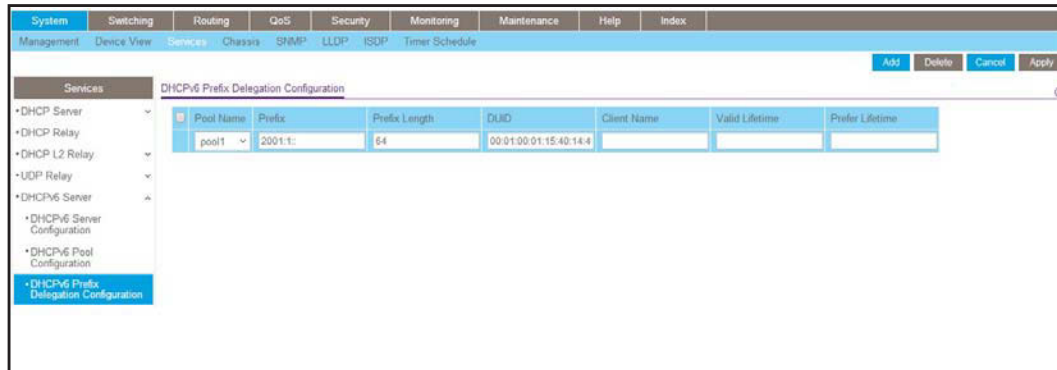 System Switching Routing QoS Security Monitoring Maintenance Help Index
Management Device View Services Chassis SNMP LLDP ISDP Timer Schedule
Add Delete Cancel Apply
Services
DHCPv6 Prefix Delegation Configuration
• DHCP Server
• DHCP Relay
• DHCP L2 Relay
• UDP Relay
• DHCPv6 Server
• DHCPv6 Server
Configuration
• DHCPv6 Pool
Configuration
• DHCPv6 Prefix
Delegation Configuration
Pool Name Prefix Prefix Length DUID Client Name Valid Lifetime Prefer Lifetime
pool1 2001:1:: 64 00:01:00:01:15:40:14:4